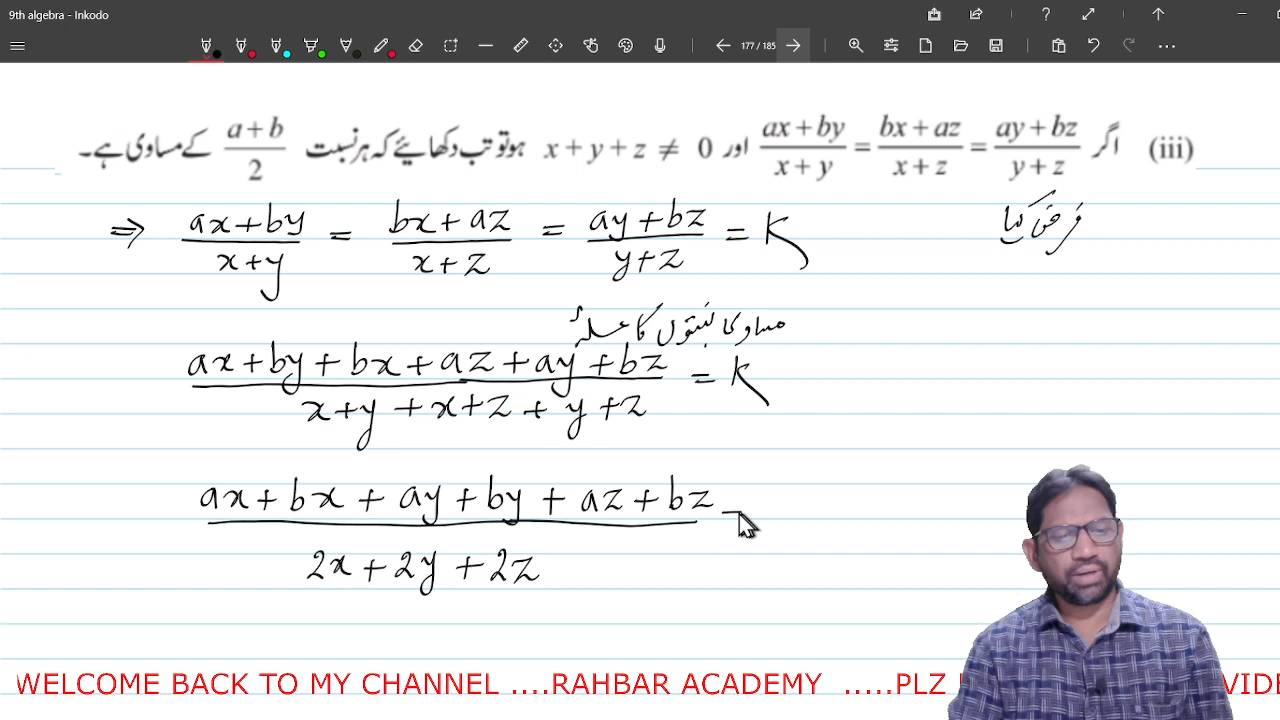 9th algebra - Inkodo
177 / 185
(iii) اگر (ay + bz)/(y + z) = (bx + az)/(x + z) = (ax + by)/(x + y) اور x + y + z ≠ 0 ہو تو تب دکھائیے کہ ہر نسبت (a + b)/2 کے مساوی ہے۔
⇒ (ax+by)/(x+y) = (bx+az)/(x+z) = (ay+bz)/(y+z) = K
فرض کیا
مساوی نسبتوں کا عمل
(ax+by+bx+az+ay+bz)/(x+y+x+z+y+z) = K
(ax+bx+ay+by+az+bz)/(2x+2y+2z)
WELCOME BACK TO MY CHANNEL ....RAHBAR ACADEMY .....PLZ